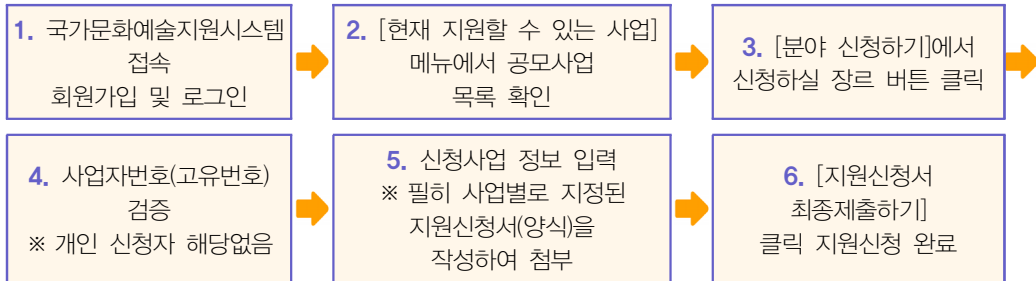 1. 국가문화예술지원시스템
접속
회원가입 및 로그인
2. [현재 지원할 수 있는 사업]
메뉴에서 공모사업
목록 확인
3. [분야 신청하기]에서
신청하실 장르 버튼 클릭
4. 사업자번호(고유번호)
검증
※ 개인 신청자 해당없음
5. 신청사업 정보 입력
※ 필히 사업별로 지정된
지원신청서(양식)을
작성하여 첨부
6. [지원신청서
최종제출하기]
클릭 지원신청 완료